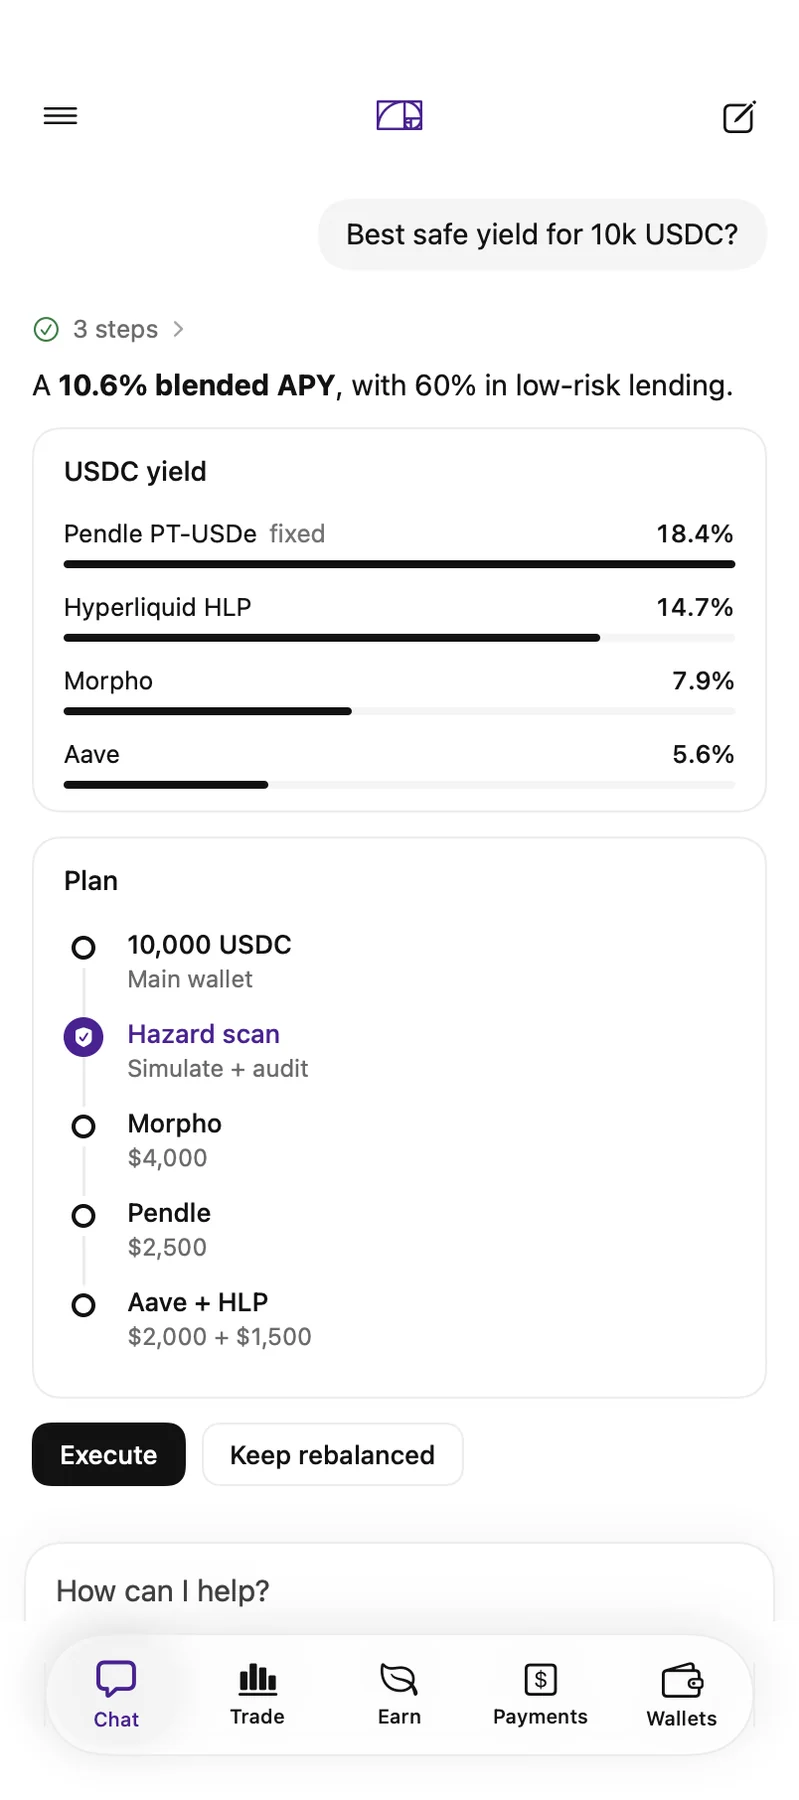 Best safe yield for 10k USDC?
3 steps
A 10.6% blended APY, with 60% in low-risk lending.
USDC yield
Pendle PT-USDe fixed 18.4%
Hyperliquid HLP 14.7%
Morpho 7.9%
Aave 5.6%
Plan
10,000 USDC
Main wallet
Hazard scan
Simulate + audit
Morpho
$4,000
Pendle
$2,500
Aave + HLP
$2,000 + $1,500
Execute Keep rebalanced
How can I help?
Chat Trade Earn Payments Wallets